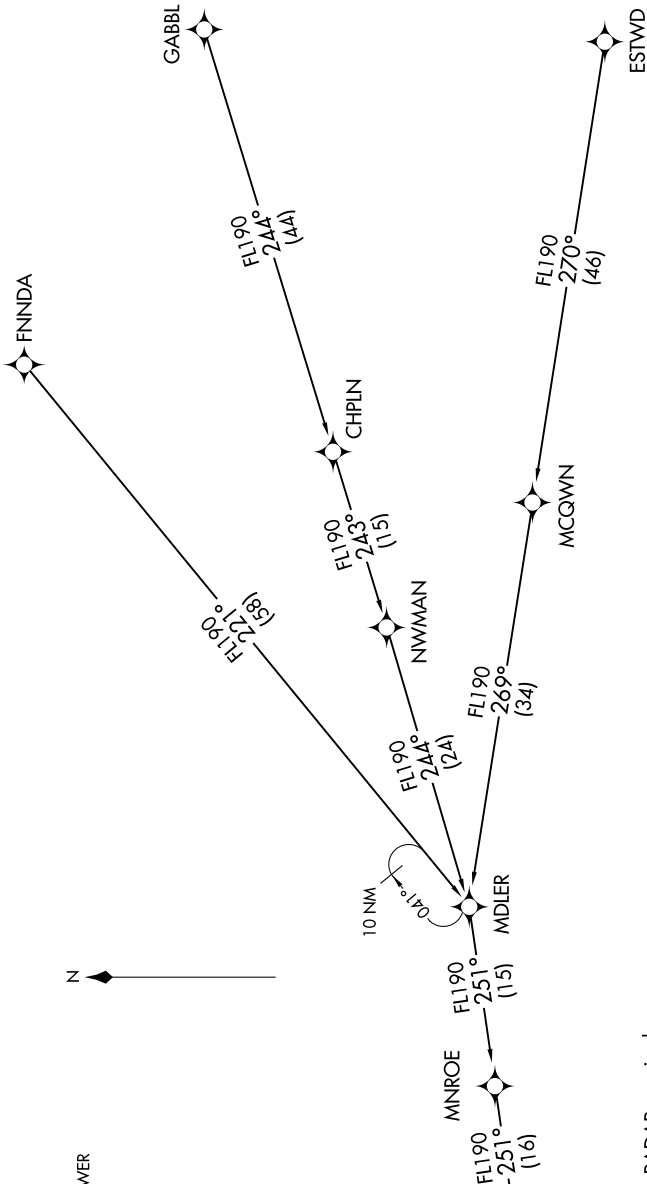 GABBL
FNNDA
ESTWD
FL190
244°
(44)
FL190
270°
(46)
CHPLN
FL190
243°
(15)
MCQWN
FL190
221°
(58)
NWMAN
FL190
269°
(34)
FL190
244°
(24)
10 NM
041°
MDLER
N
FL190
251°
(15)
MNROE
FL190
251°
(16)